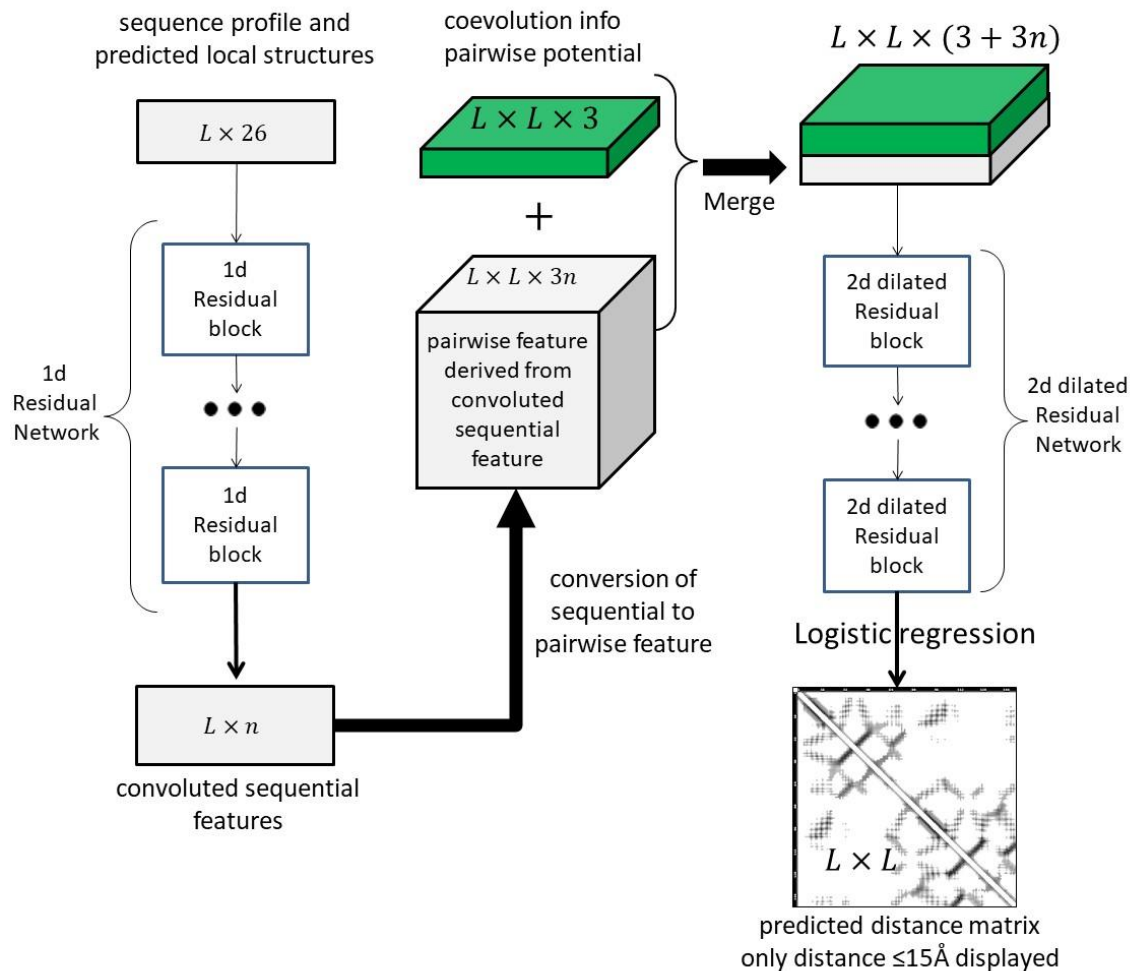 sequence profile and
predicted local structures
L × 26
1d
Residual
block
1d
Residual
Network
1d
Residual
block
L × n
convoluted sequential
features
coevolution info
pairwise potential
L × L × 3
+
L × L × 3n
pairwise feature
derived from
convoluted
sequential
feature
conversion of
sequential to
pairwise feature
Merge
L × L × (3 + 3n)
2d dilated
Residual
block
2d dilated
Residual
Network
2d dilated
Residual
block
Logistic regression
L × L
predicted distance matrix
only distance ≤15Å displayed